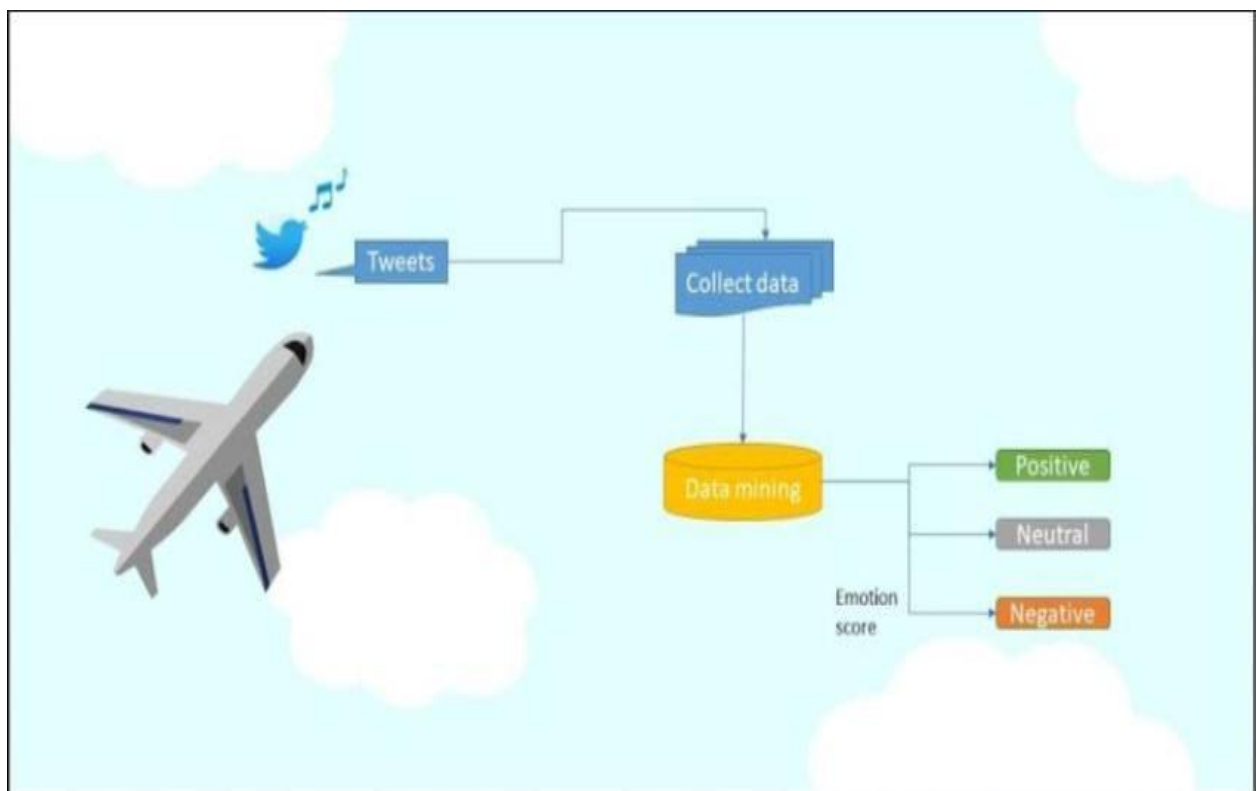 Tweets
Collect data
Data mining
Positive
Neutral
Emotion
score
Negative